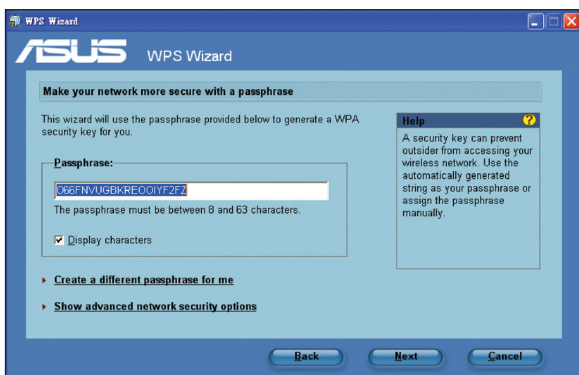 WPS Wizard
ASUS WPS Wizard
Make your network more secure with a passphrase
This wizard will use the passphrase provided below to generate a WPA
security key for you.
Passphrase:
O66FNVUGBKREOOIYF2FZ
The passphrase must be between 8 and 63 characters.
Display characters
Create a different passphrase for me
Show advanced network security options
Help
A security key can prevent
outsider from accessing your
wireless network. Use the
automatically generated
string as your passphrase or
assign the passphrase
manually.
Back Next Cancel